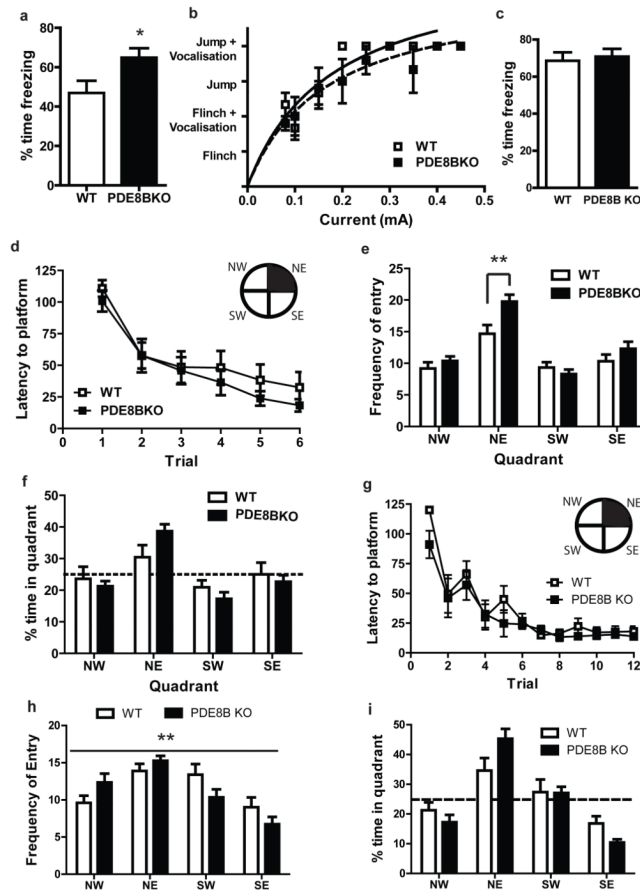 a
*
80
60
40
20
0
% time freezing
WT
PDE8BKO
b
Jump +
Vocalisation
Jump
Flinch +
Vocalisation
Flinch
WT
PDE8BKO
0.0
0.1
0.2
0.3
0.4
0.5
Current (mA)
c
80
60
40
20
0
% time freezing
WT
PDE8B KO
d
NW
NE
SW
SE
125
100
75
50
25
0
Latency to platform
WT
PDE8BKO
0
1
2
3
4
5
6
Trial
e
**
WT
PDE8BKO
25
20
15
10
5
0
Frequency of entry
NW
NE
SW
SE
Quadrant
f
WT
PDE8BKO
50
40
30
20
10
0
% time in quadrant
NW
NE
SW
SE
Quadrant
g
NW
NE
SW
SE
125
100
75
50
25
0
Latency to platform
WT
PDE8B KO
0
2
4
6
8
10
12
Trial
h
WT
PDE8B KO
**
20
15
10
5
0
Frequency of Entry
NW
NE
SW
SE
i
WT
PDE8B KO
50
40
30
20
10
0
% time in quadrant
NW
NE
SW
SE